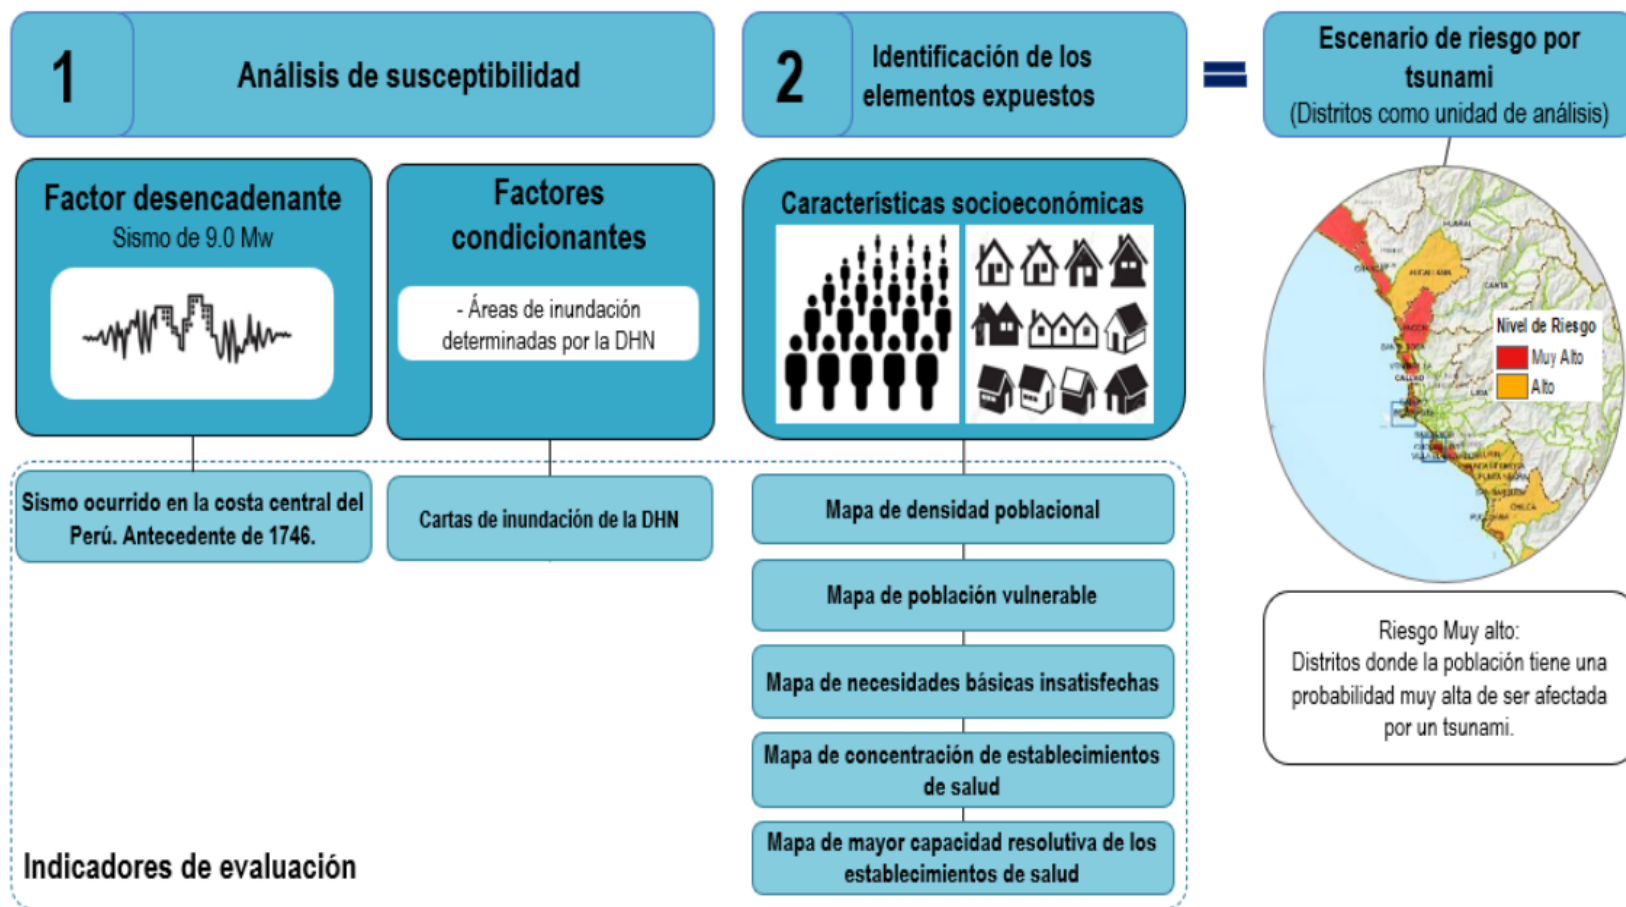 1
Análisis de susceptibilidad
2
Identificación de los
elementos expuestos
Escenario de riesgo por
tsunami
(Distritos como unidad de análisis)
Factor desencadenante
Sismo de 9.0 Mw
Factores
condicionantes
- Áreas de inundación
determinadas por la DHN
Características socioeconómicas
Sismo ocurrido en la costa central del
Perú. Antecedente de 1746.
Cartas de inundación de la DHN
Mapa de densidad poblacional
Mapa de población vulnerable
Mapa de necesidades básicas insatisfechas
Mapa de concentración de establecimientos
de salud
Mapa de mayor capacidad resolutiva de los
establecimientos de salud
Indicadores de evaluación
HUARAL
CANTA
CALLAO
LIMA
CHILCA
Nivel de Riesgo
Muy Alto
Alto
Riesgo Muy alto:
Distritos donde la población tiene una
probabilidad muy alta de ser afectada
por un tsunami.